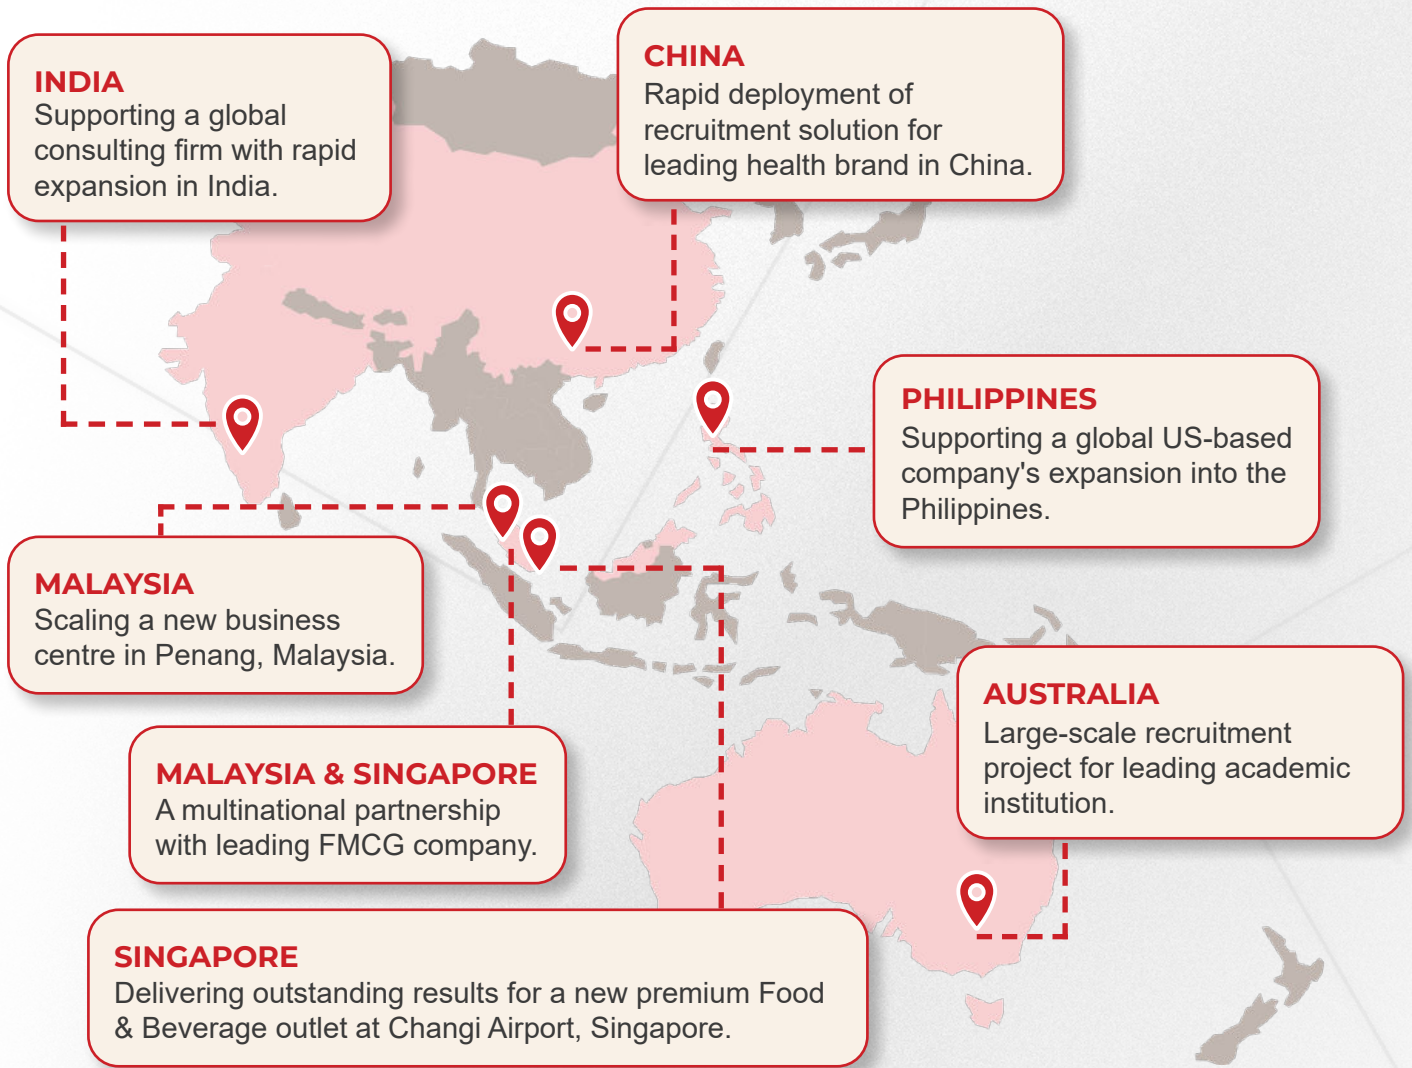 INDIA
Supporting a global
consulting firm with rapid
expansion in India.
CHINA
Rapid deployment of
recruitment solution for
leading health brand in China.
PHILIPPINES
Supporting a global US-based
company's expansion into the
Philippines.
MALAYSIA
Scaling a new business
centre in Penang, Malaysia.
AUSTRALIA
Large-scale recruitment
project for leading academic
institution.
MALAYSIA & SINGAPORE
A multinational partnership
with leading FMCG company.
SINGAPORE
Delivering outstanding results for a new premium Food
& Beverage outlet at Changi Airport, Singapore.